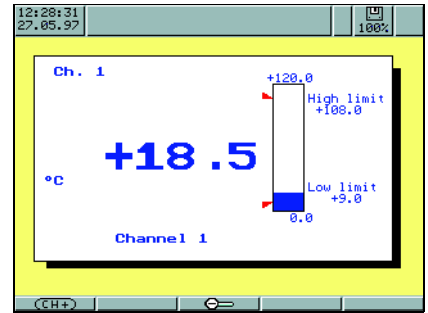 12:28:31
27.05.97
100%
Ch. 1
+120.0
High limit
+108.0
+18.5
°C
Low limit
+9.0
0.0
Channel 1
(CH+)